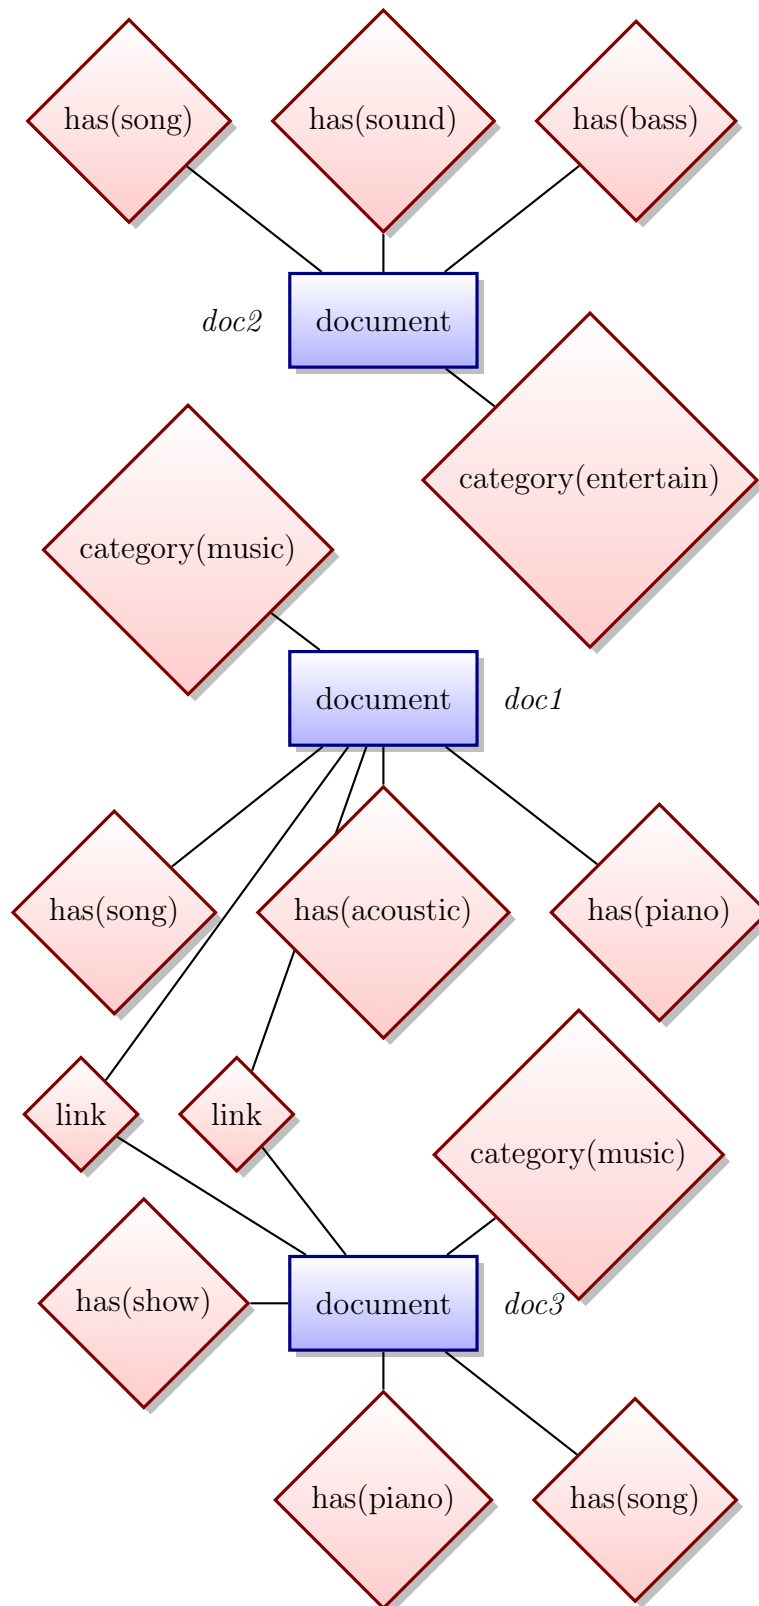 has(song)
has(sound)
has(bass)
doc2
document
category(entertain)
category(music)
document
doc1
has(song)
has(acoustic)
has(piano)
link
link
category(music)
has(show)
document
doc3
has(piano)
has(song)